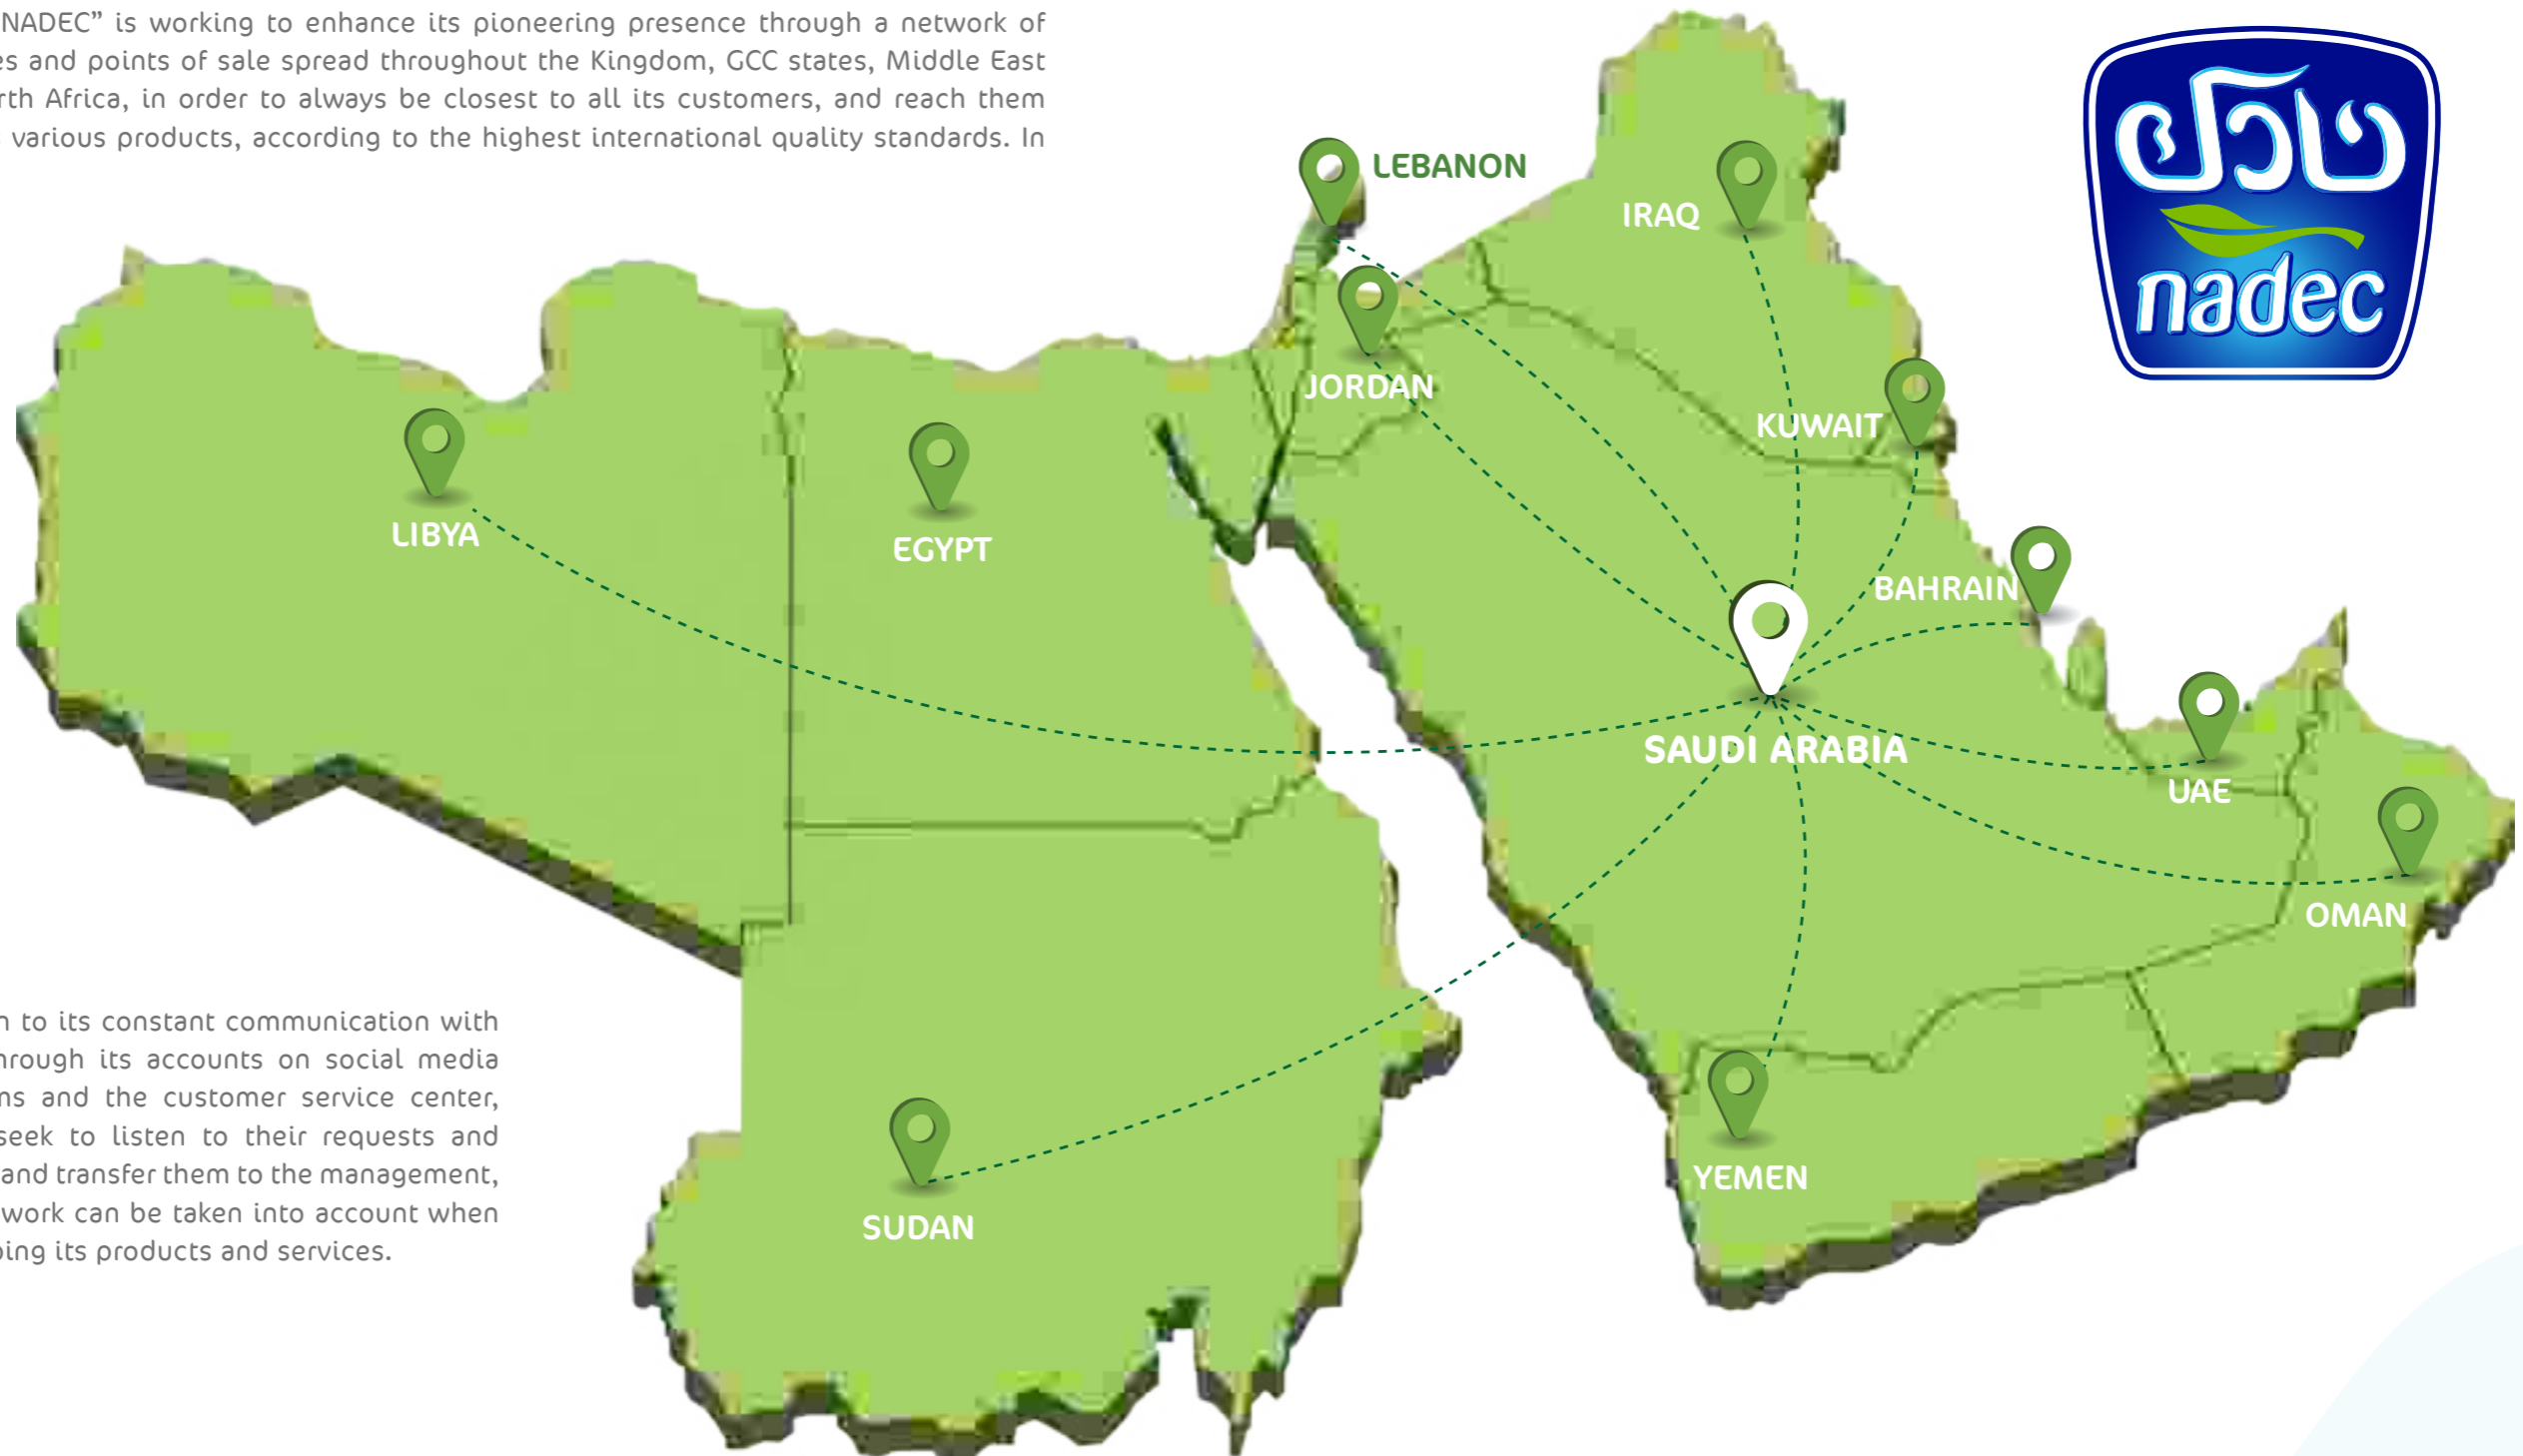 NADEC” is working to enhance its pioneering presence through a network of
es and points of sale spread throughout the Kingdom, GCC states, Middle East
rth Africa, in order to always be closest to all its customers, and reach them
various products, according to the highest international quality standards. In
نادك
nadec
LEBANON
IRAQ
JORDAN
KUWAIT
LIBYA
EGYPT
BAHRAIN
SAUDI ARABIA
UAE
OMAN
YEMEN
SUDAN
n to its constant communication with
hrough its accounts on social media
ms and the customer service center,
seek to listen to their requests and
and transfer them to the management,
work can be taken into account when
ping its products and services.